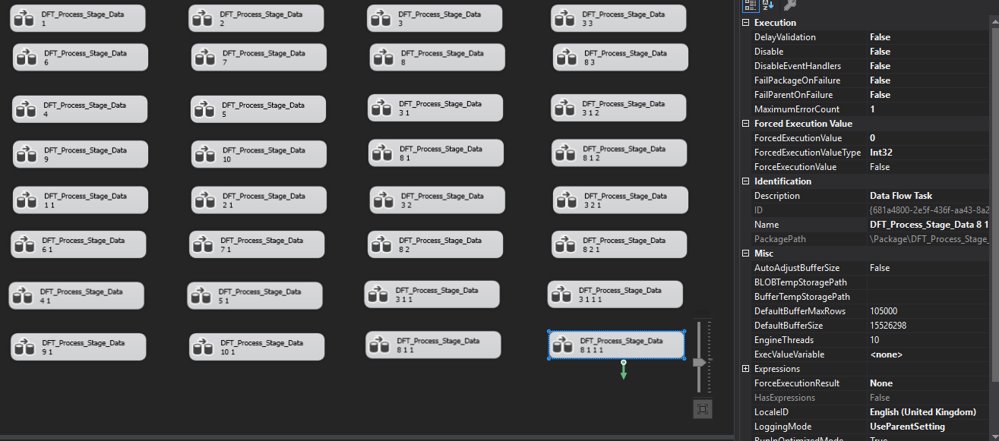 DFT_Process_Stage_Data
1
DFT_Process_Stage_Data
2
DFT_Process_Stage_Data
3
DFT_Process_Stage_Data
3 3
DFT_Process_Stage_Data
6
DFT_Process_Stage_Data
7
DFT_Process_Stage_Data
8
DFT_Process_Stage_Data
8 3
DFT_Process_Stage_Data
4
DFT_Process_Stage_Data
5
DFT_Process_Stage_Data
3 1
DFT_Process_Stage_Data
3 1 2
DFT_Process_Stage_Data
9
DFT_Process_Stage_Data
10
DFT_Process_Stage_Data
8 1
DFT_Process_Stage_Data
8 1 2
DFT_Process_Stage_Data
1 1
DFT_Process_Stage_Data
2 1
DFT_Process_Stage_Data
3 2
DFT_Process_Stage_Data
3 2 1
DFT_Process_Stage_Data
6 1
DFT_Process_Stage_Data
7 1
DFT_Process_Stage_Data
8 2
DFT_Process_Stage_Data
8 2 1
DFT_Process_Stage_Data
4 1
DFT_Process_Stage_Data
5 1
DFT_Process_Stage_Data
3 1 1
DFT_Process_Stage_Data
3 1 1 1
DFT_Process_Stage_Data
9 1
DFT_Process_Stage_Data
10 1
DFT_Process_Stage_Data
8 1 1
DFT_Process_Stage_Data
8 1 1 1
Execution
DelayValidation False
Disable False
DisableEventHandlers False
FailPackageOnFailure False
FailParentOnFailure False
MaximumErrorCount 1
Forced Execution Value
ForcedExecutionValue 0
ForcedExecutionValueType Int32
ForceExecutionValue False
Identification
Description Data Flow Task
ID {681a4800-2e5f-436f-aa43-8a2
Name DFT_Process_Stage_Data 8 1
PackagePath \Package\DFT_Process_Stage_
Misc
AutoAdjustBufferSize False
BLOBTempStoragePath
BufferTempStoragePath
DefaultBufferMaxRows 105000
DefaultBufferSize 15526298
EngineThreads 10
ExecValueVariable <none>
Expressions
ForceExecutionResult None
HasExpressions False
LocaleID English (United Kingdom)
LoggingMode UseParentSetting
RunInOptimizedMode True